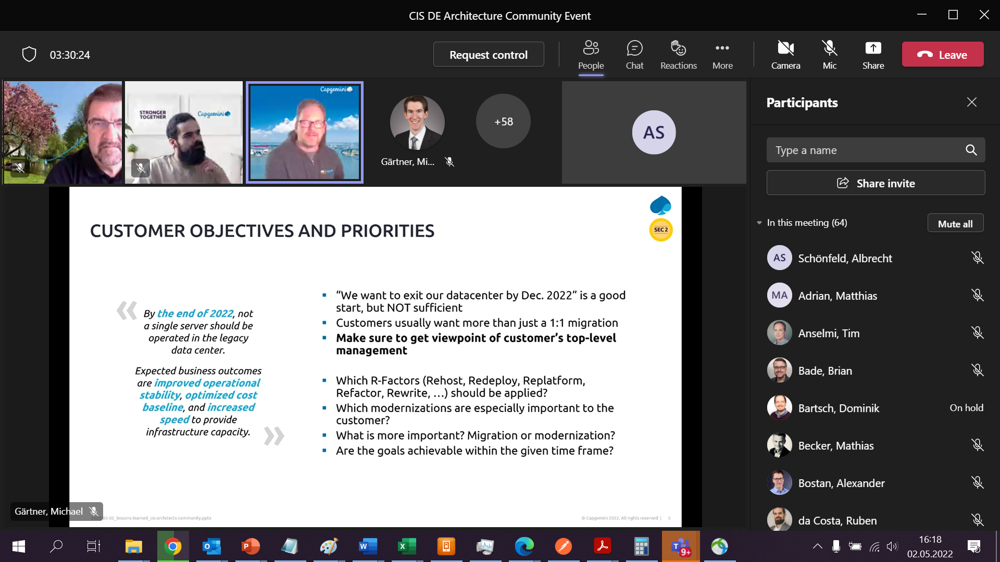 CIS DE Architecture Community Event
03:30:24
Request control
People
Chat
Reactions
More
Camera
Mic
Share
Leave
STRONGER
TOGETHER
Capgemini
Capgemini
Gärtner, Mi...
+58
AS
CUSTOMER OBJECTIVES AND PRIORITIES
SEC 2
« By the end of 2022, not
a single server should be
operated in the legacy
data center.
Expected business outcomes
are improved operational
stability, optimized cost
baseline, and increased
speed to provide
infrastructure capacity. »
▪ “We want to exit our datacenter by Dec. 2022” is a good
start, but NOT sufficient
▪ Customers usually want more than just a 1:1 migration
▪ Make sure to get viewpoint of customer’s top-level
management
▪ Which R-Factors (Rehost, Redeploy, Replatform,
Refactor, Rewrite, …) should be applied?
▪ Which modernizations are especially important to the
customer?
▪ What is more important? Migration or modernization?
▪ Are the goals achievable within the given time frame?
Gärtner, Michael
2022-05-02_lessons-learned_cis-architects-community.pptx
© Capgemini 2022. All rights reserved | 5
Participants
Type a name
Share invite
In this meeting (64)
Mute all
AS Schönfeld, Albrecht
MA Adrian, Matthias
Anselmi, Tim
Bade, Brian
Bartsch, Dominik On hold
Becker, Mathias
Bostan, Alexander
da Costa, Ruben
9+
16:18
02.05.2022